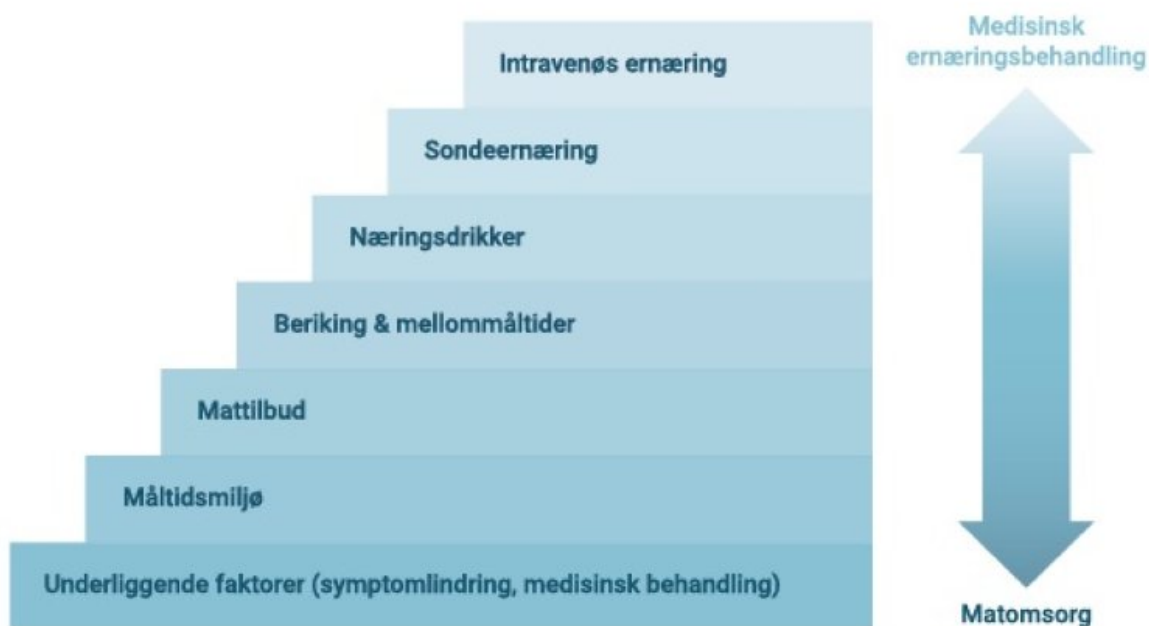 Medisinsk
ernæringsbehandling
Intravenøs ernæring
Sondeernæring
Næringsdrikker
Beriking & mellommåltider
Mattilbud
Måltidsmiljø
Underliggende faktorer (symptomlindring, medisinsk behandling)
Matomsorg